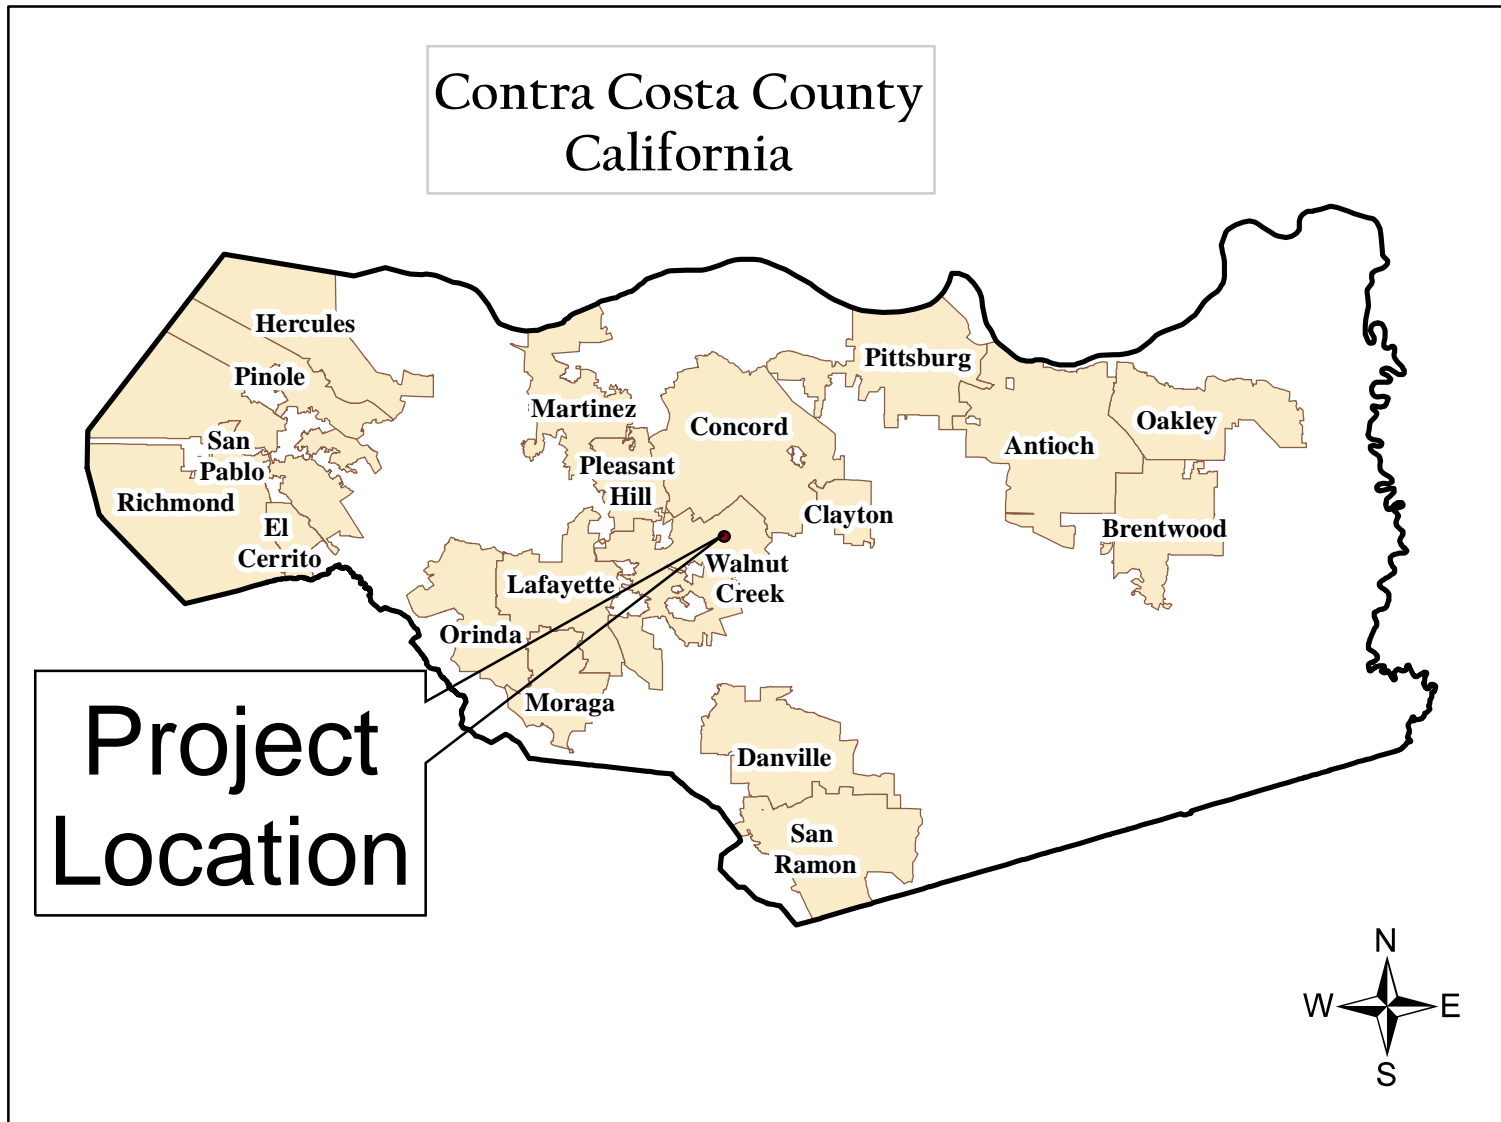 Contra Costa County
California
Hercules
Pinole
San
Pablo
Richmond
El
Cerrito
Martinez
Pleasant
Hill
Concord
Clayton
Pittsburg
Antioch
Oakley
Brentwood
Walnut
Creek
Lafayette
Orinda
Moraga
Danville
San
Ramon
Project
Location
N
W
E
S